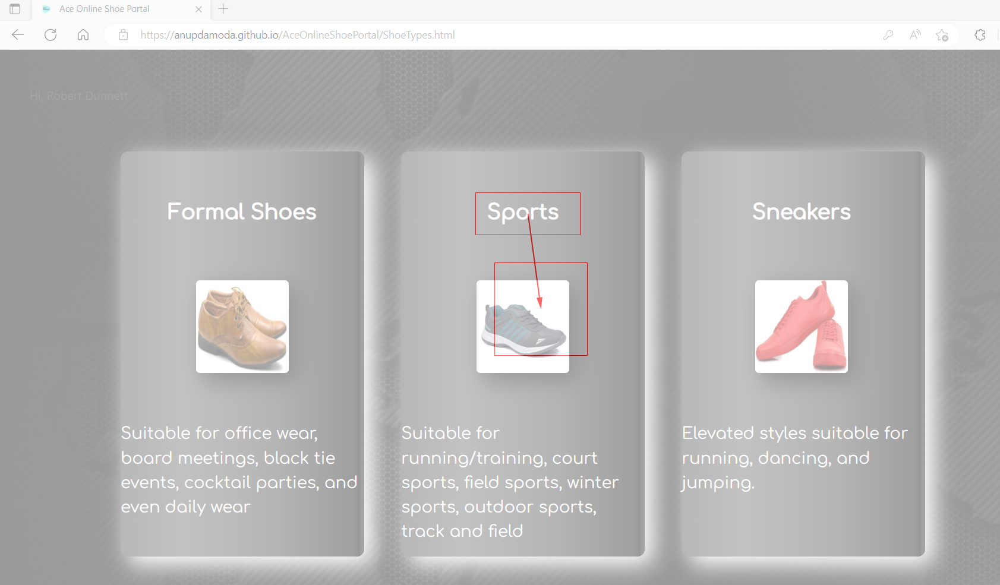 Ace Online Shoe Portal
https://anupdamoda.github.io/AceOnlineShoePortal/ShoeTypes.html
Hi, Robert Dunnett
Formal Shoes
Suitable for office wear,
board meetings, black tie
events, cocktail parties, and
even daily wear
Sports
Suitable for
running/training, court
sports, field sports, winter
sports, outdoor sports,
track and field
Sneakers
Elevated styles suitable for
running, dancing, and
jumping.